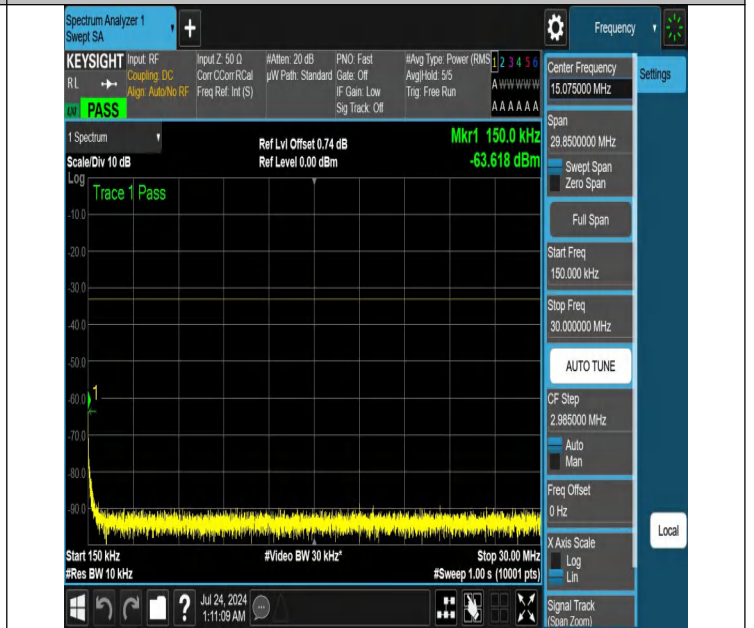 Spectrum Analyzer 1
Swept SA
+
Frequency
KEYSIGHT
RL
PASS
Input: RF
Coupling: DC
Align: Auto/No RF
Input Z: 50 Ω
Corr CCorr RCal
Freq Ref: Int (S)
#Atten: 20 dB
µW Path: Standard
PNO: Fast
Gate: Off
IF Gain: Low
Sig Track: Off
#Avg Type: Power (RMS
Avg|Hold: 5/5
Trig: Free Run
1 2 3 4 5 6
A W W W W W
A A A A A A
1 Spectrum
Scale/Div 10 dB
Ref Lvl Offset 0.74 dB
Ref Level 0.00 dBm
Mkr1 150.0 kHz
-63.618 dBm
Log
Trace 1 Pass
-10.0
-20.0
-30.0
-40.0
-50.0
-60.0
1
-70.0
-80.0
-90.0
Start 150 kHz
#Res BW 10 kHz
#Video BW 30 kHz*
Stop 30.00 MHz
#Sweep 1.00 s (10001 pts)
?
Jul 24, 2024
1:11:09 AM
Center Frequency
15.075000 MHz
Settings
Span
29.8500000 MHz
Swept Span
Zero Span
Full Span
Start Freq
150.000 kHz
Stop Freq
30.000000 MHz
AUTO TUNE
CF Step
2.985000 MHz
Auto
Man
Freq Offset
0 Hz
X Axis Scale
Log
Lin
Local
Signal Track
(Span Zoom)